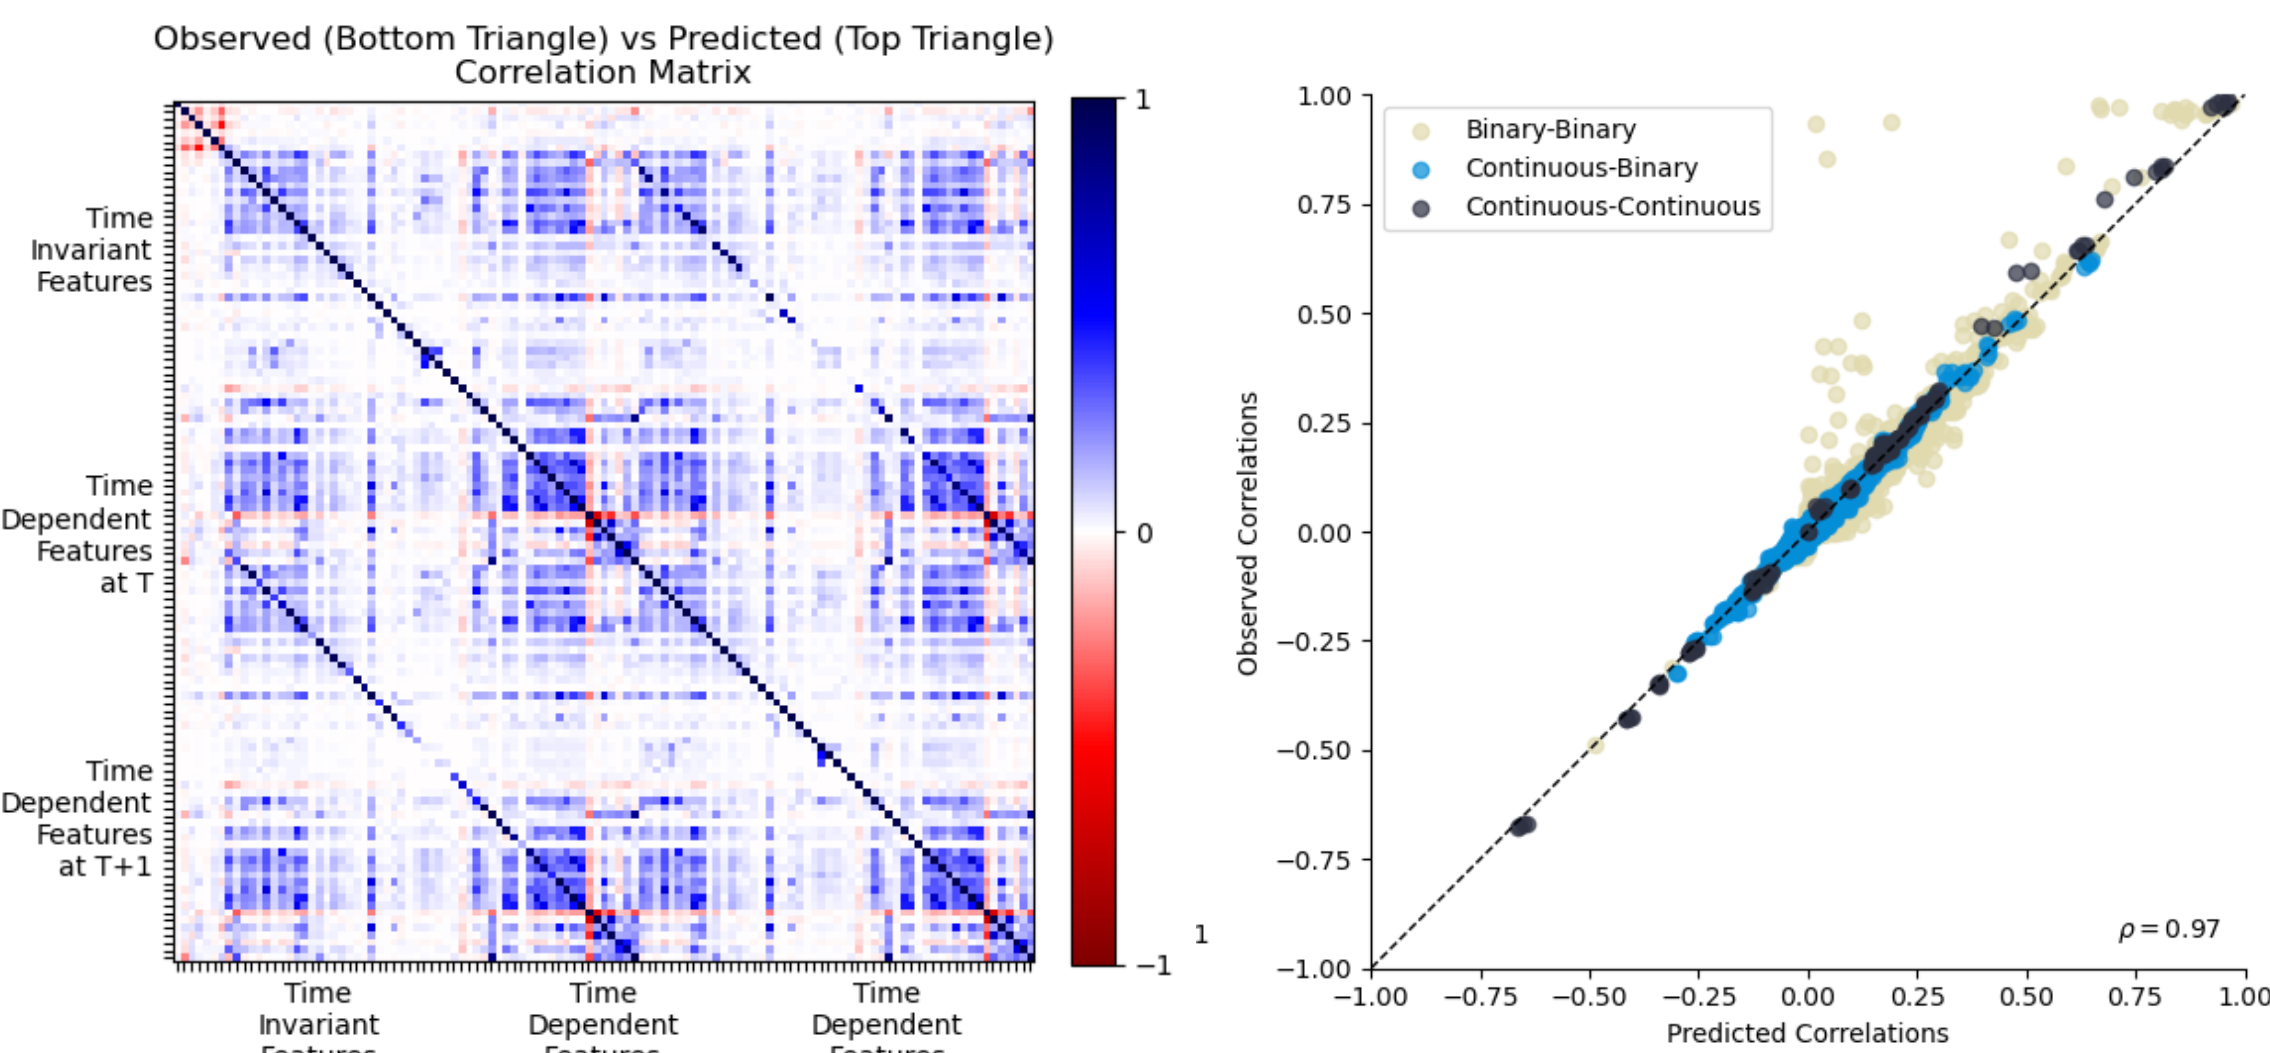 Observed (Bottom Triangle) vs Predicted (Top Triangle)
Correlation Matrix
Time
Invariant
Features
Time
Dependent
Features
at T
Time
Dependent
Features
at T+1
Time
Invariant
Features
Time
Dependent
Features
Time
Dependent
Features
1
0
−1
1
Binary-Binary
Continuous-Binary
Continuous-Continuous
1.00
0.75
0.50
0.25
0.00
−0.25
−0.50
−0.75
−1.00
Observed Correlations
ρ = 0.97
−1.00
−0.75
−0.50
−0.25
0.00
0.25
0.50
0.75
1.00
Predicted Correlations